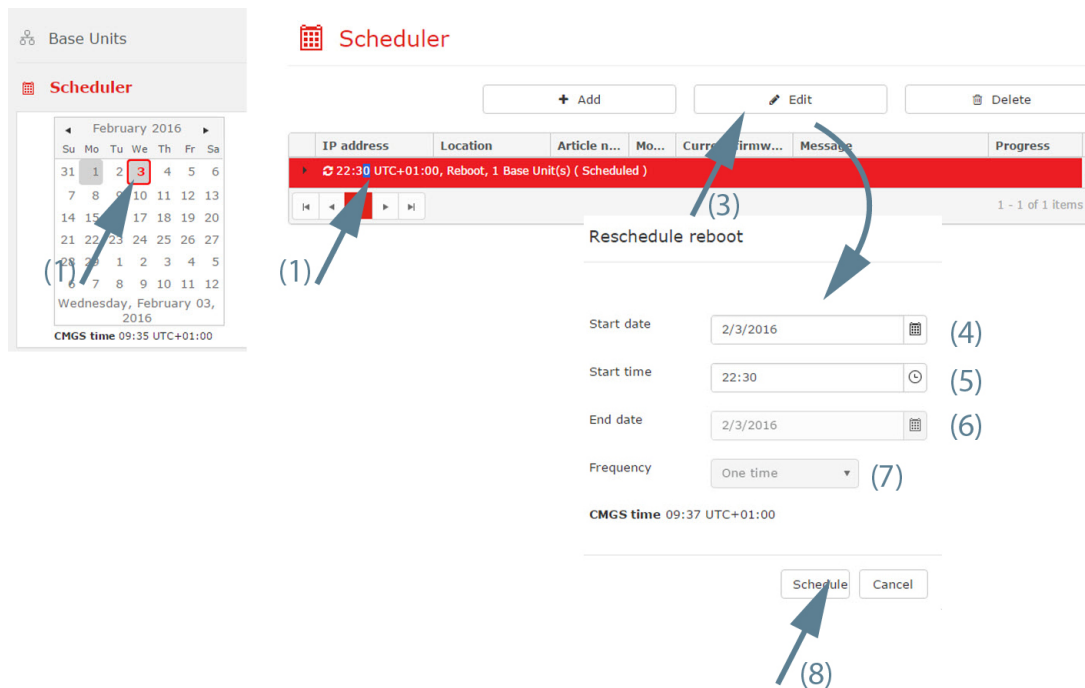 Base Units
Scheduler
February 2016
Su Mo Tu We Th Fr Sa
31 1 2 3 4 5 6
7 8 9 10 11 12 13
14 15 17 18 19 20
21 22 23 24 25 26 27
28 29 1 2 3 4 5
6 7 8 9 10 11 12
Wednesday, February 03,
2016
CMGS time 09:35 UTC+01:00
(1)
Scheduler
+ Add
Edit
Delete
IP address Location Article n... Mo... Current firmw... Message Progress
22:30 UTC+01:00, Reboot, 1 Base Unit(s) ( Scheduled )
1 - 1 of 1 items
(1)
(3)
Reschedule reboot
Start date 2/3/2016 (4)
Start time 22:30 (5)
End date 2/3/2016 (6)
Frequency One time (7)
CMGS time 09:37 UTC+01:00
Schedule Cancel
(8)